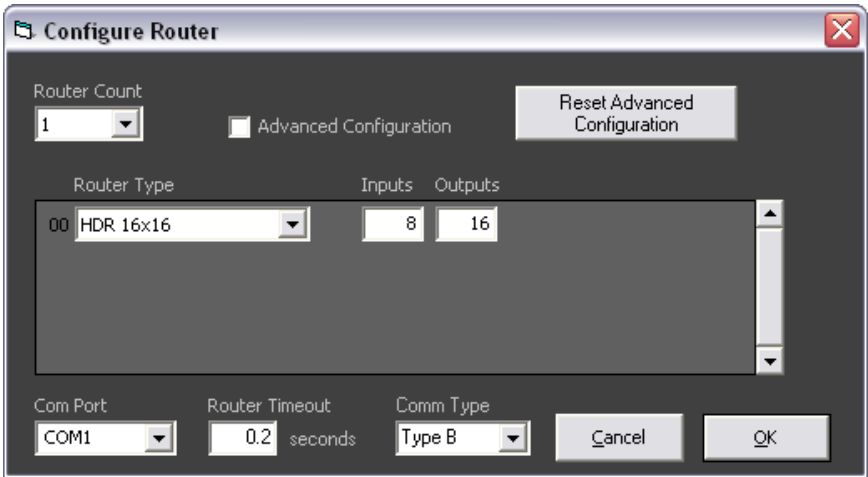 Configure Router
Router Count
1
Advanced Configuration
Reset Advanced
Configuration
Router Type Inputs Outputs
00 HDR 16x16 8 16
Com Port Router Timeout Comm Type
COM1 0.2 seconds Type B Cancel OK